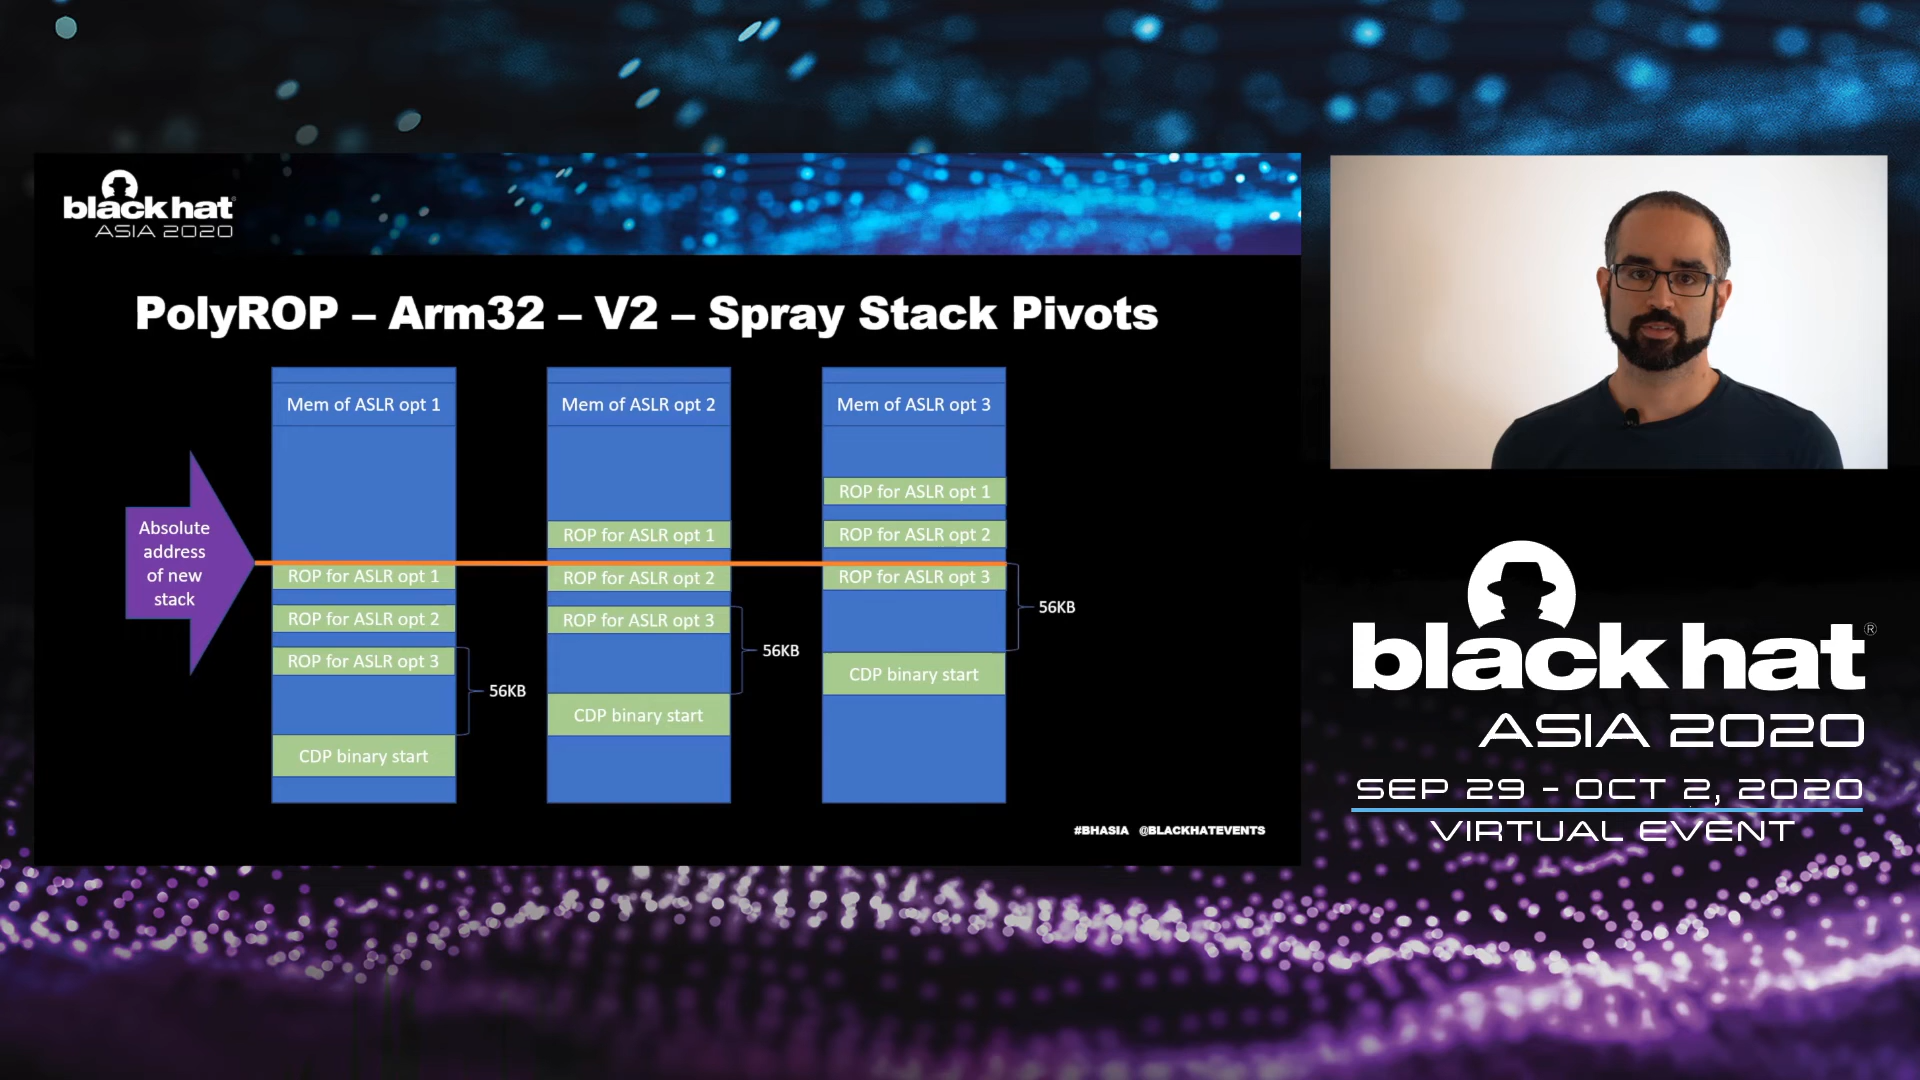 black hat
ASIA 2020
PolyROP – Arm32 – V2 – Spray Stack Pivots
Absolute
address
of new
stack
Mem of ASLR opt 1
ROP for ASLR opt 1
ROP for ASLR opt 2
ROP for ASLR opt 3
56KB
CDP binary start
Mem of ASLR opt 2
ROP for ASLR opt 1
ROP for ASLR opt 2
ROP for ASLR opt 3
56KB
CDP binary start
Mem of ASLR opt 3
ROP for ASLR opt 1
ROP for ASLR opt 2
ROP for ASLR opt 3
56KB
CDP binary start
#BHASIA @BLACKHATEVENTS
black hat®
ASIA 2020
SEP 29 - OCT 2, 2020
VIRTUAL EVENT